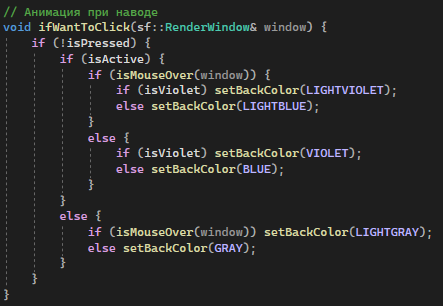 // Анимация при наводе
void ifWantToClick(sf::RenderWindow& window) {
    if (!isPressed) {
        if (isActive) {
            if (isMouseOver(window)) {
                if (isViolet) setBackColor(LIGHTVIOLET);
                else setBackColor(LIGHTBLUE);
            }
            else {
                if (isViolet) setBackColor(VIOLET);
                else setBackColor(BLUE);
            }
        }
        else {
            if (isMouseOver(window)) setBackColor(LIGHTGRAY);
            else setBackColor(GRAY);
        }
    }
}